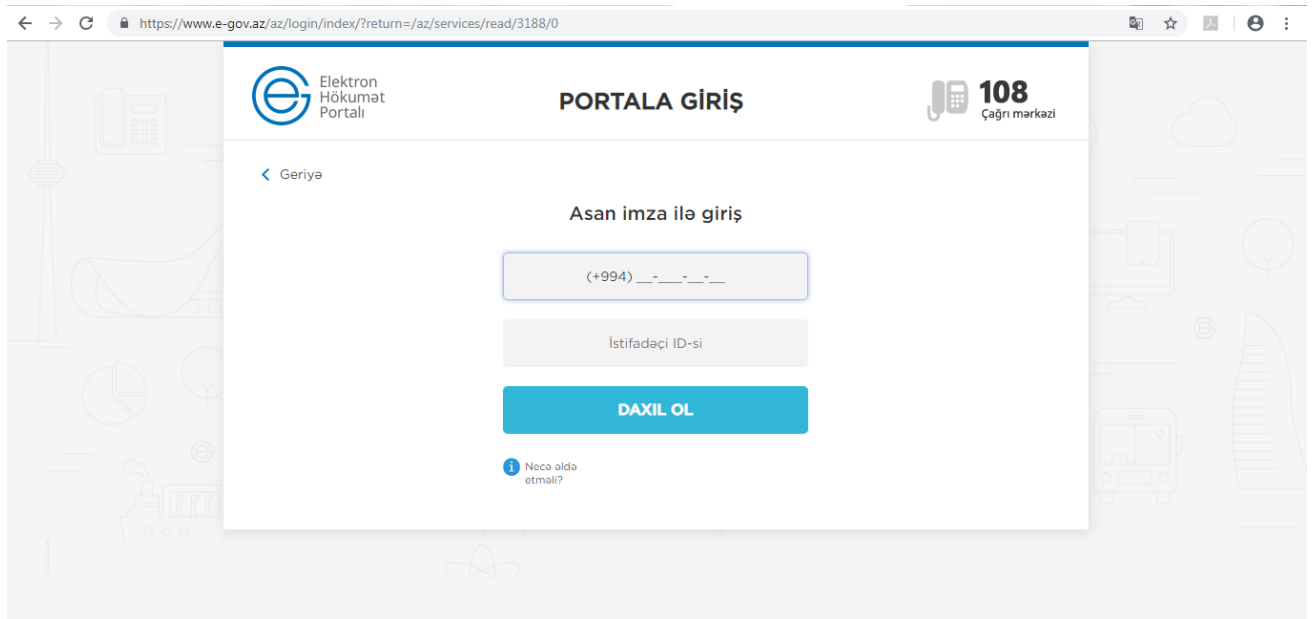 https://www.e-gov.az/az/login/index/?return=/az/services/read/3188/0
Elektron
Hökumət
Portalı
PORTALA GİRİŞ
108
Çağrı mərkəzi
Geriyə
Asan imza ilə giriş
(+994) __-___-__-__
İstifadəçi ID-si
DAXIL OL
Necə əldə
etməli?